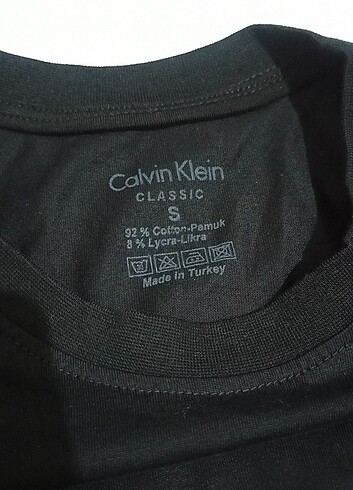 Calvin Klein
CLASSIC
S
92 % Cotton-Pamuk
8 % Lycra-Likra
Made in Turkey